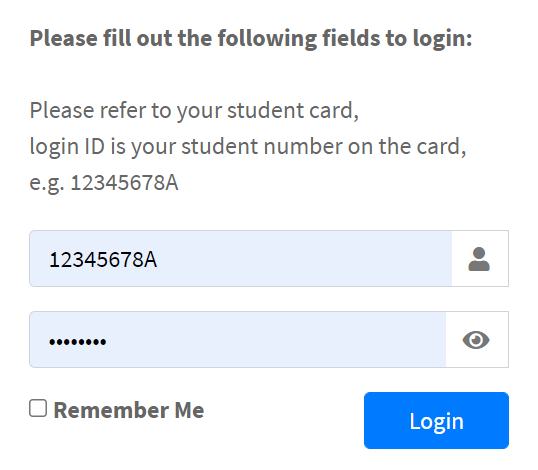 Please fill out the following fields to login:
Please refer to your student card,
login ID is your student number on the card,
e.g. 12345678A
12345678A
••••••••
Remember Me
Login